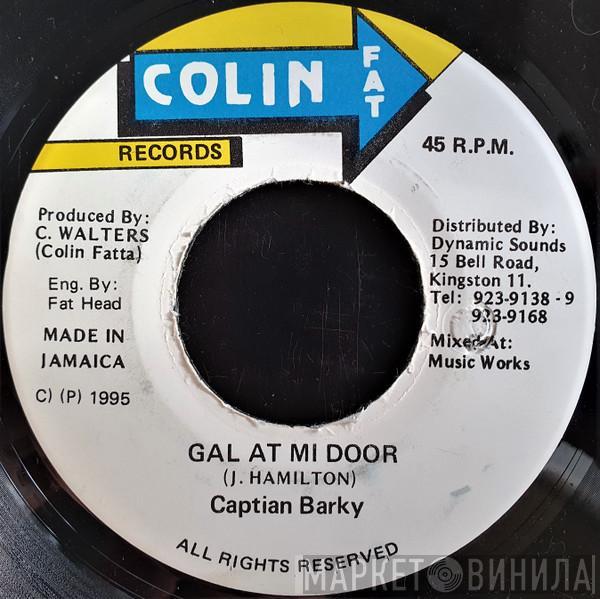 COLIN
FAT
RECORDS
45 R.P.M.
Produced By:
C. WALTERS
(Colin Fatta)
Eng. By:
Fat Head
MADE IN
JAMAICA
C) (P) 1995
Distributed By:
Dynamic Sounds
15 Bell Road,
Kingston 11.
Tel: 923-9138 - 9
923-9168
Mixed At:
Music Works
GAL AT MI DOOR
(J. HAMILTON)
Captian Barky
ALL RIGHTS RESERVED
МАРКЕТ ВИНИЛА